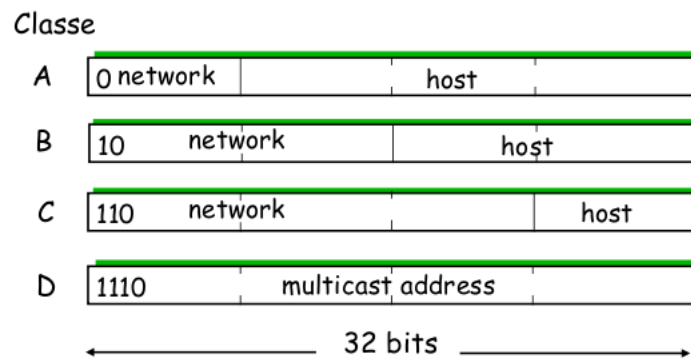 Classe
A 0 network host
B 10 network host
C 110 network host
D 1110 multicast address
32 bits